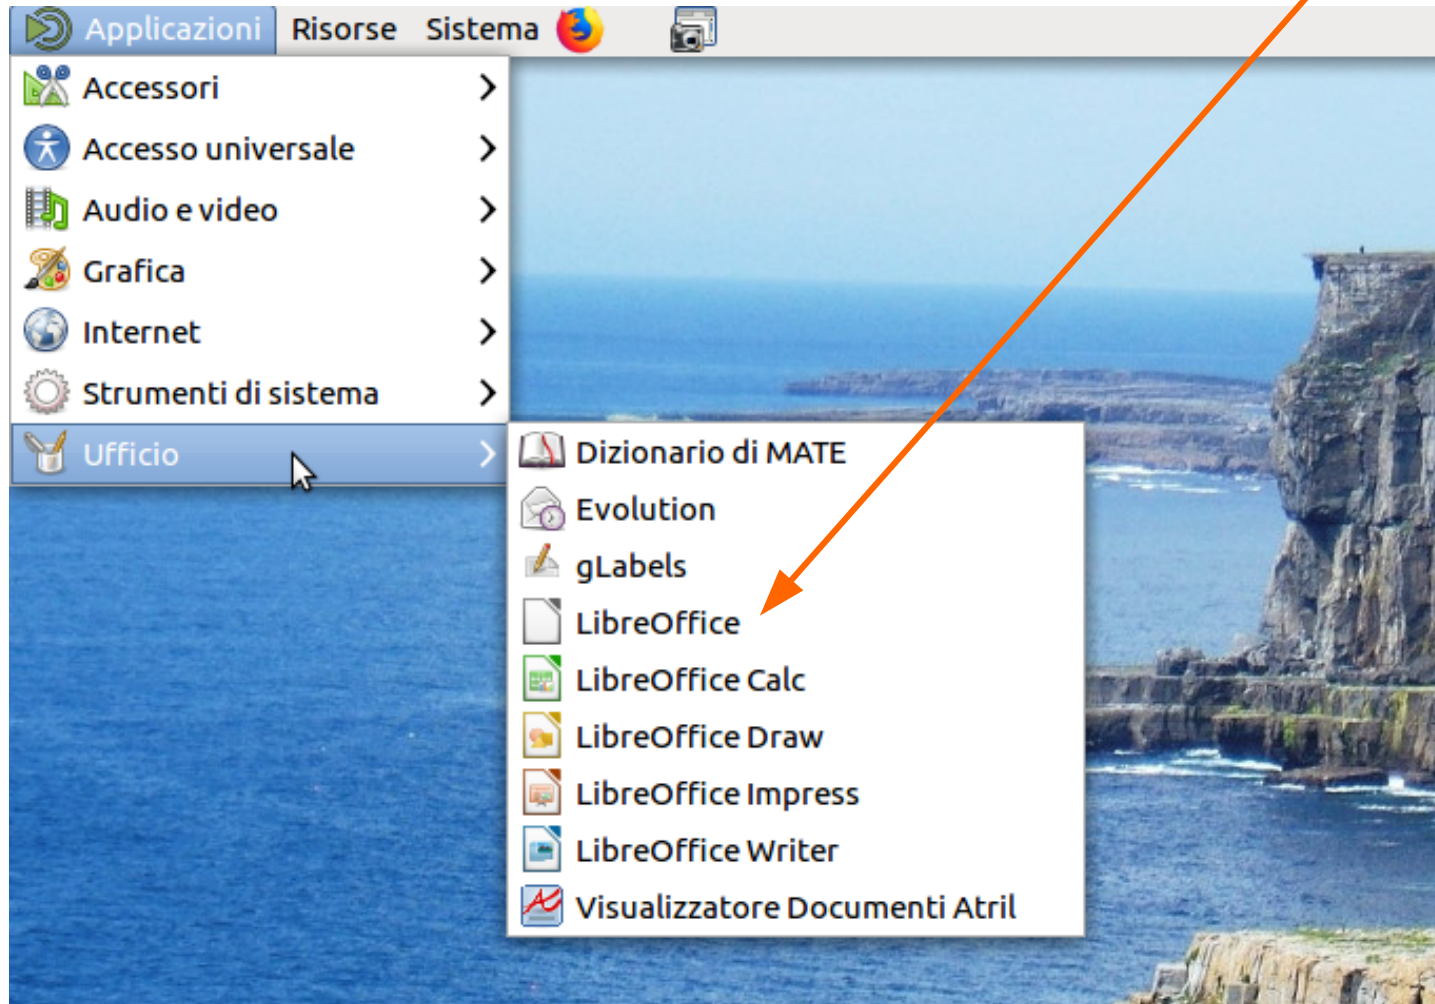 Applicazioni Risorse Sistema
Accessori
Accesso universale
Audio e video
Grafica
Internet
Strumenti di sistema
Ufficio
Dizionario di MATE
Evolution
gLabels
LibreOffice
LibreOffice Calc
LibreOffice Draw
LibreOffice Impress
LibreOffice Writer
Visualizzatore Documenti Atril